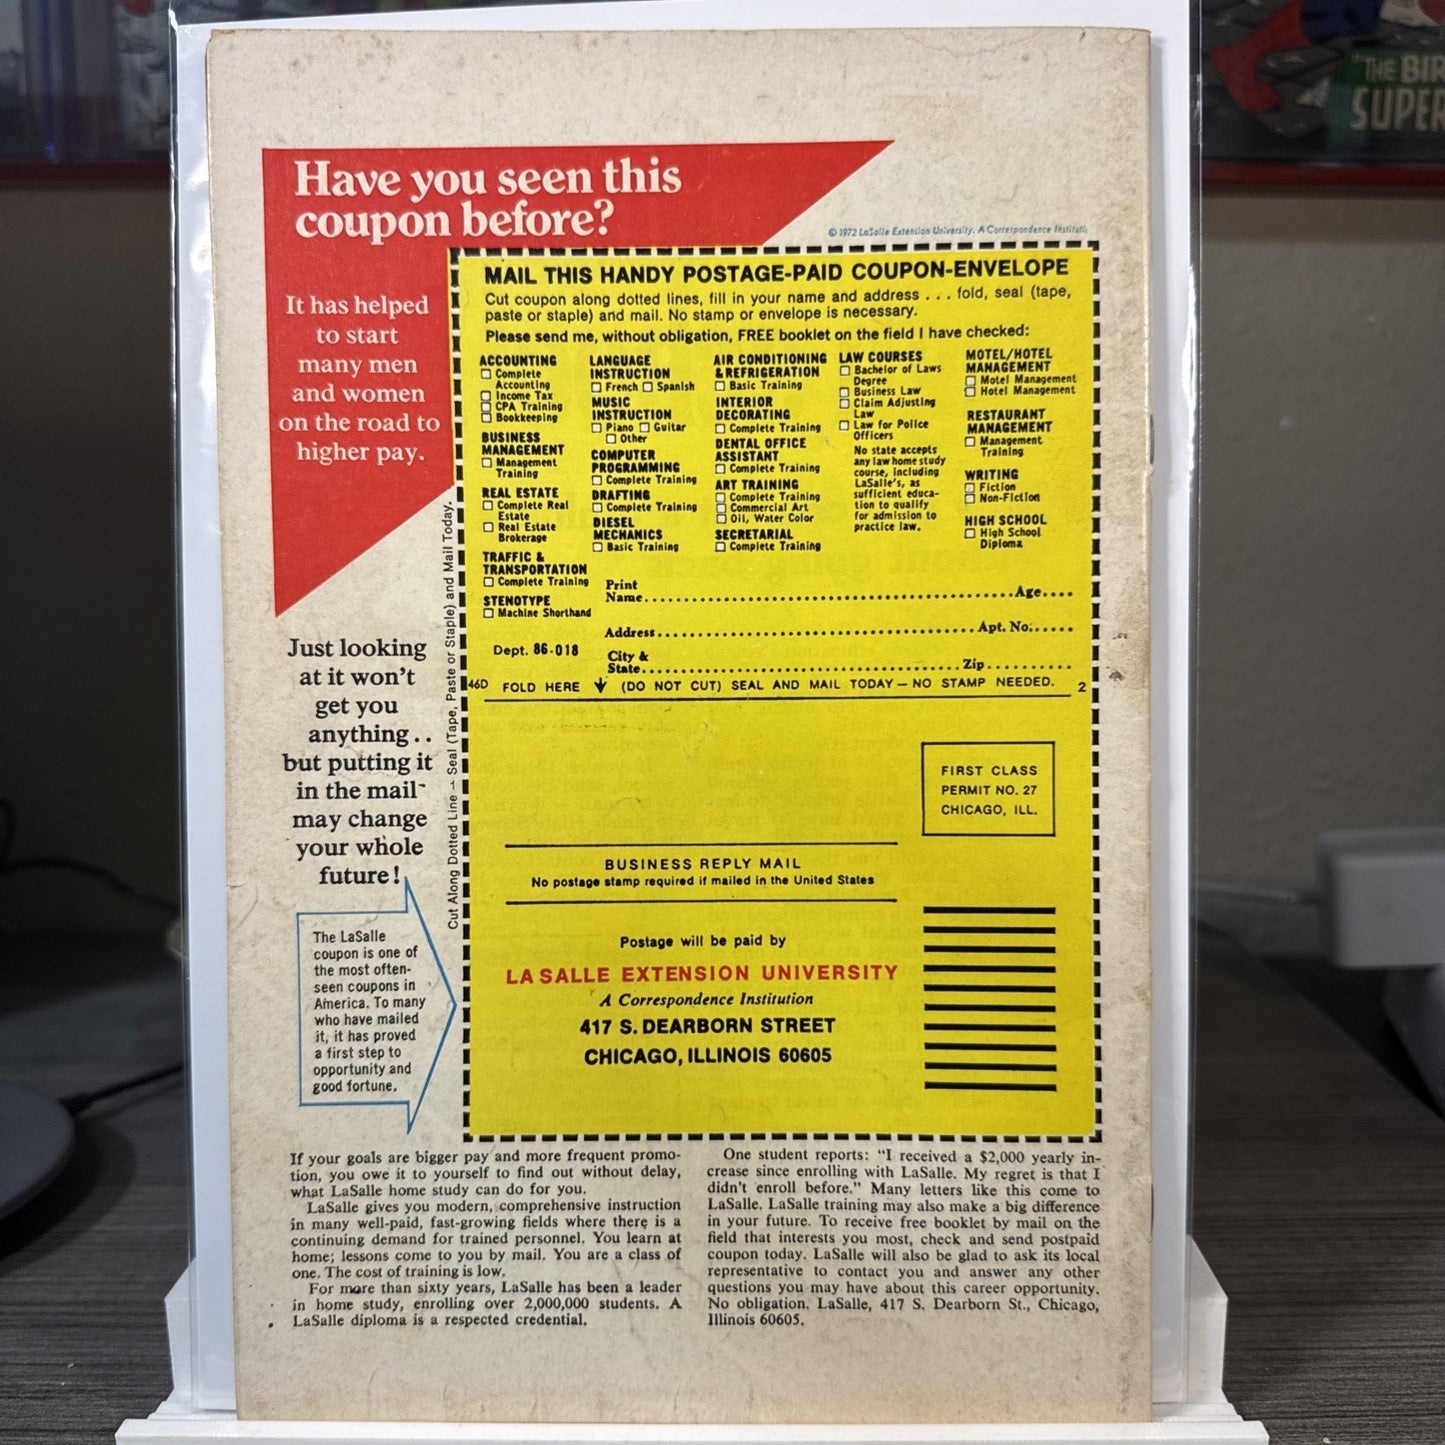 "THE BIR
SUPER
Have you seen this
coupon before?
© 1972 LaSalle Extension University. A Correspondence Instituti
It has helped
to start
many men
and women
on the road to
higher pay.
Just looking
at it won't
get you
anything..
but putting it
in the mail
may change
your whole
future!
The LaSalle
coupon is one of
the most often-
seen coupons in
America. To many
who have mailed
it, it has proved
a first step to
opportunity and
good fortune.
Cut Along Dotted Line – Seal (Tape, Paste or Staple) and Mail Today.
MAIL THIS HANDY POSTAGE-PAID COUPON-ENVELOPE
Cut coupon along dotted lines, fill in your name and address . . . fold, seal (tape,
paste or staple) and mail. No stamp or envelope is necessary.
Please send me, without obligation, FREE booklet on the field I have checked:
ACCOUNTING
Complete
Accounting
Income Tax
CPA Training
Bookkeeping
BUSINESS
MANAGEMENT
Management
Training
REAL ESTATE
Complete Real
Estate
Real Estate
Brokerage
TRAFFIC &
TRANSPORTATION
Complete Training
STENOTYPE
Machine Shorthand
LANGUAGE
INSTRUCTION
French Spanish
MUSIC
INSTRUCTION
Piano Guitar
Other
COMPUTER
PROGRAMMING
Complete Training
DRAFTING
Complete Training
DIESEL
MECHANICS
Basic Training
AIR CONDITIONING
& REFRIGERATION
Basic Training
INTERIOR
DECORATING
Complete Training
DENTAL OFFICE
ASSISTANT
Complete Training
ART TRAINING
Complete Training
Commercial Art
Oil, Water Color
SECRETARIAL
Complete Training
LAW COURSES
Bachelor of Laws
Degree
Business Law
Claim Adjusting
Law
Law for Police
Officers
No state accepts
any law home study
course, including
LaSalle's, as
sufficient educa-
tion to qualify
for admission to
practice law.
MOTEL/HOTEL
MANAGEMENT
Motel Management
Hotel Management
RESTAURANT
MANAGEMENT
Management
Training
WRITING
Fiction
Non-Fiction
HIGH SCHOOL
High School
Diploma
Print
Name Age
Address Apt. No.
Dept. 86-018
City &
State Zip
46D FOLD HERE (DO NOT CUT) SEAL AND MAIL TODAY – NO STAMP NEEDED. 2
FIRST CLASS
PERMIT NO. 27
CHICAGO, ILL.
BUSINESS REPLY MAIL
No postage stamp required if mailed in the United States
Postage will be paid by
LA SALLE EXTENSION UNIVERSITY
A Correspondence Institution
417 S. DEARBORN STREET
CHICAGO, ILLINOIS 60605
If your goals are bigger pay and more frequent promo-
tion, you owe it to yourself to find out without delay,
what LaSalle home study can do for you.
LaSalle gives you modern, comprehensive instruction
in many well-paid, fast-growing fields where there is a
continuing demand for trained personnel. You learn at
home; lessons come to you by mail. You are a class of
one. The cost of training is low.
For more than sixty years, LaSalle has been a leader
in home study, enrolling over 2,000,000 students. A
LaSalle diploma is a respected credential.
One student reports: "I received a $2,000 yearly in-
crease since enrolling with LaSalle. My regret is that I
didn't enroll before." Many letters like this come to
LaSalle. LaSalle training may also make a big difference
in your future. To receive free booklet by mail on the
field that interests you most, check and send postpaid
coupon today. LaSalle will also be glad to ask its local
representative to contact you and answer any other
questions you may have about this career opportunity.
No obligation. LaSalle, 417 S. Dearborn St., Chicago,
Illinois 60605.